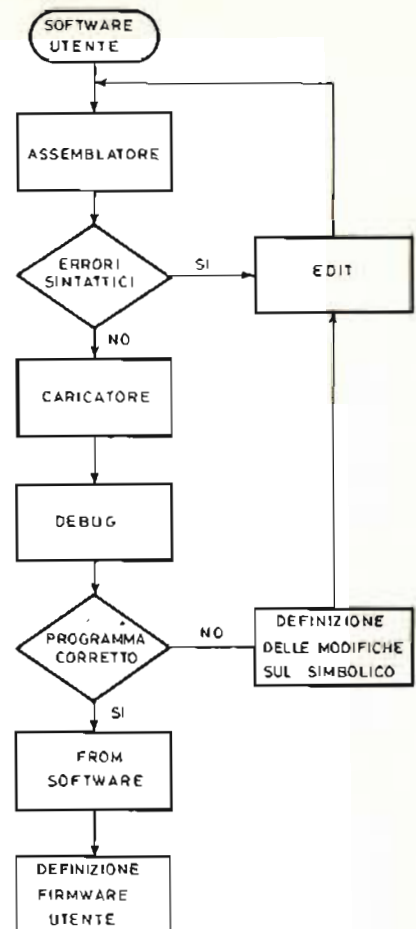 SOFTWARE
UTENTE
ASSEMBLATORE
ERRORI
SINTATTICI
SI
EDIT
NO
CARICATORE
DEBUG
PROGRAMMA
CORRETTO
NO
DEFINIZIONE
DELLE MODIFICHE
SUL SIMBOLICO
SI
FROM
SOFTWARE
DEFINIZIONE
FIRMWARE
UTENTE